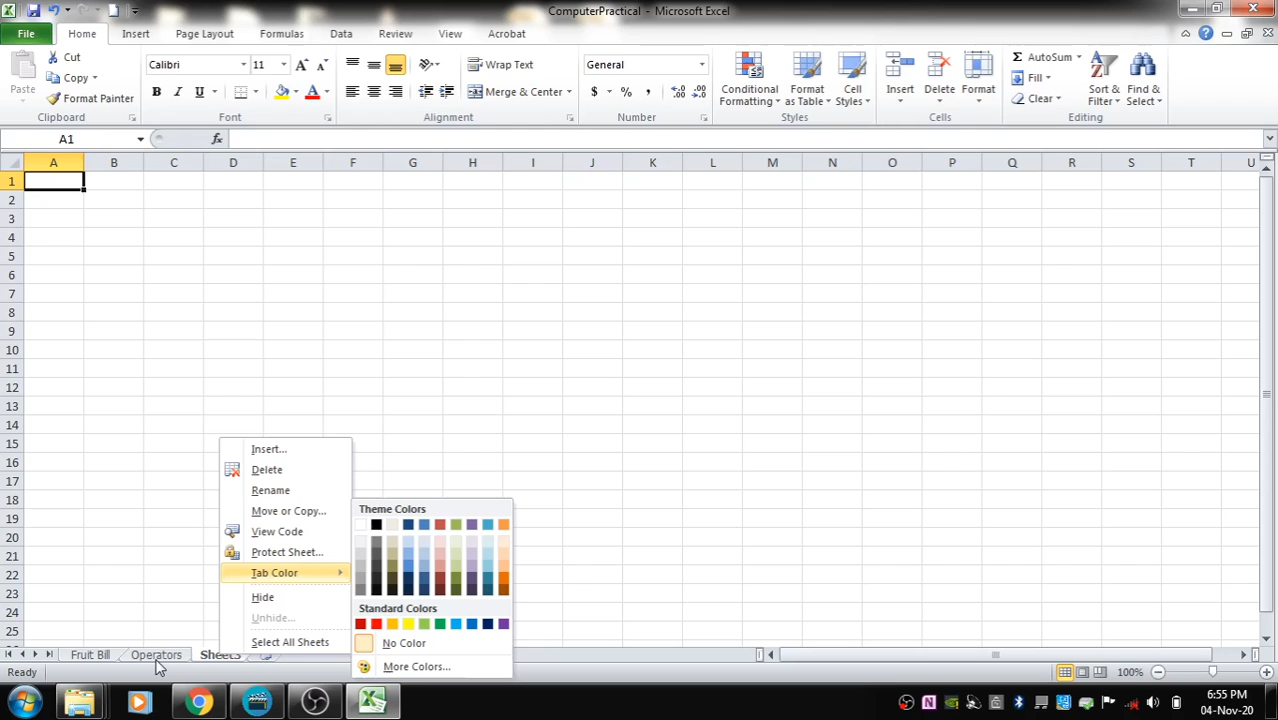 ComputerPractical - Microsoft Excel
File Home Insert Page Layout Formulas Data Review View Acrobat
Cut
Copy
Format Painter
Paste
Clipboard
Calibri 11
B I U
Font
Wrap Text
Merge & Center
Alignment
General
$ % ,
Number
Conditional Formatting
Format as Table
Cell Styles
Styles
Insert Delete Format
Cells
Σ AutoSum
Fill
Clear
Sort & Filter
Find & Select
Editing
A1 fx
A B C D E F G H I J K L M N O P Q R S T U
1
2
3
4
5
6
7
8
9
10
11
12
13
14
15
16
17
18
19
20
21
22
23
24
25
Insert...
Delete
Rename
Move or Copy...
View Code
Protect Sheet...
Tab Color
Hide
Unhide...
Select All Sheets
Theme Colors
Standard Colors
No Color
More Colors...
Fruit Bill Operators Sheet3
Ready 100%
6:55 PM
04-Nov-20